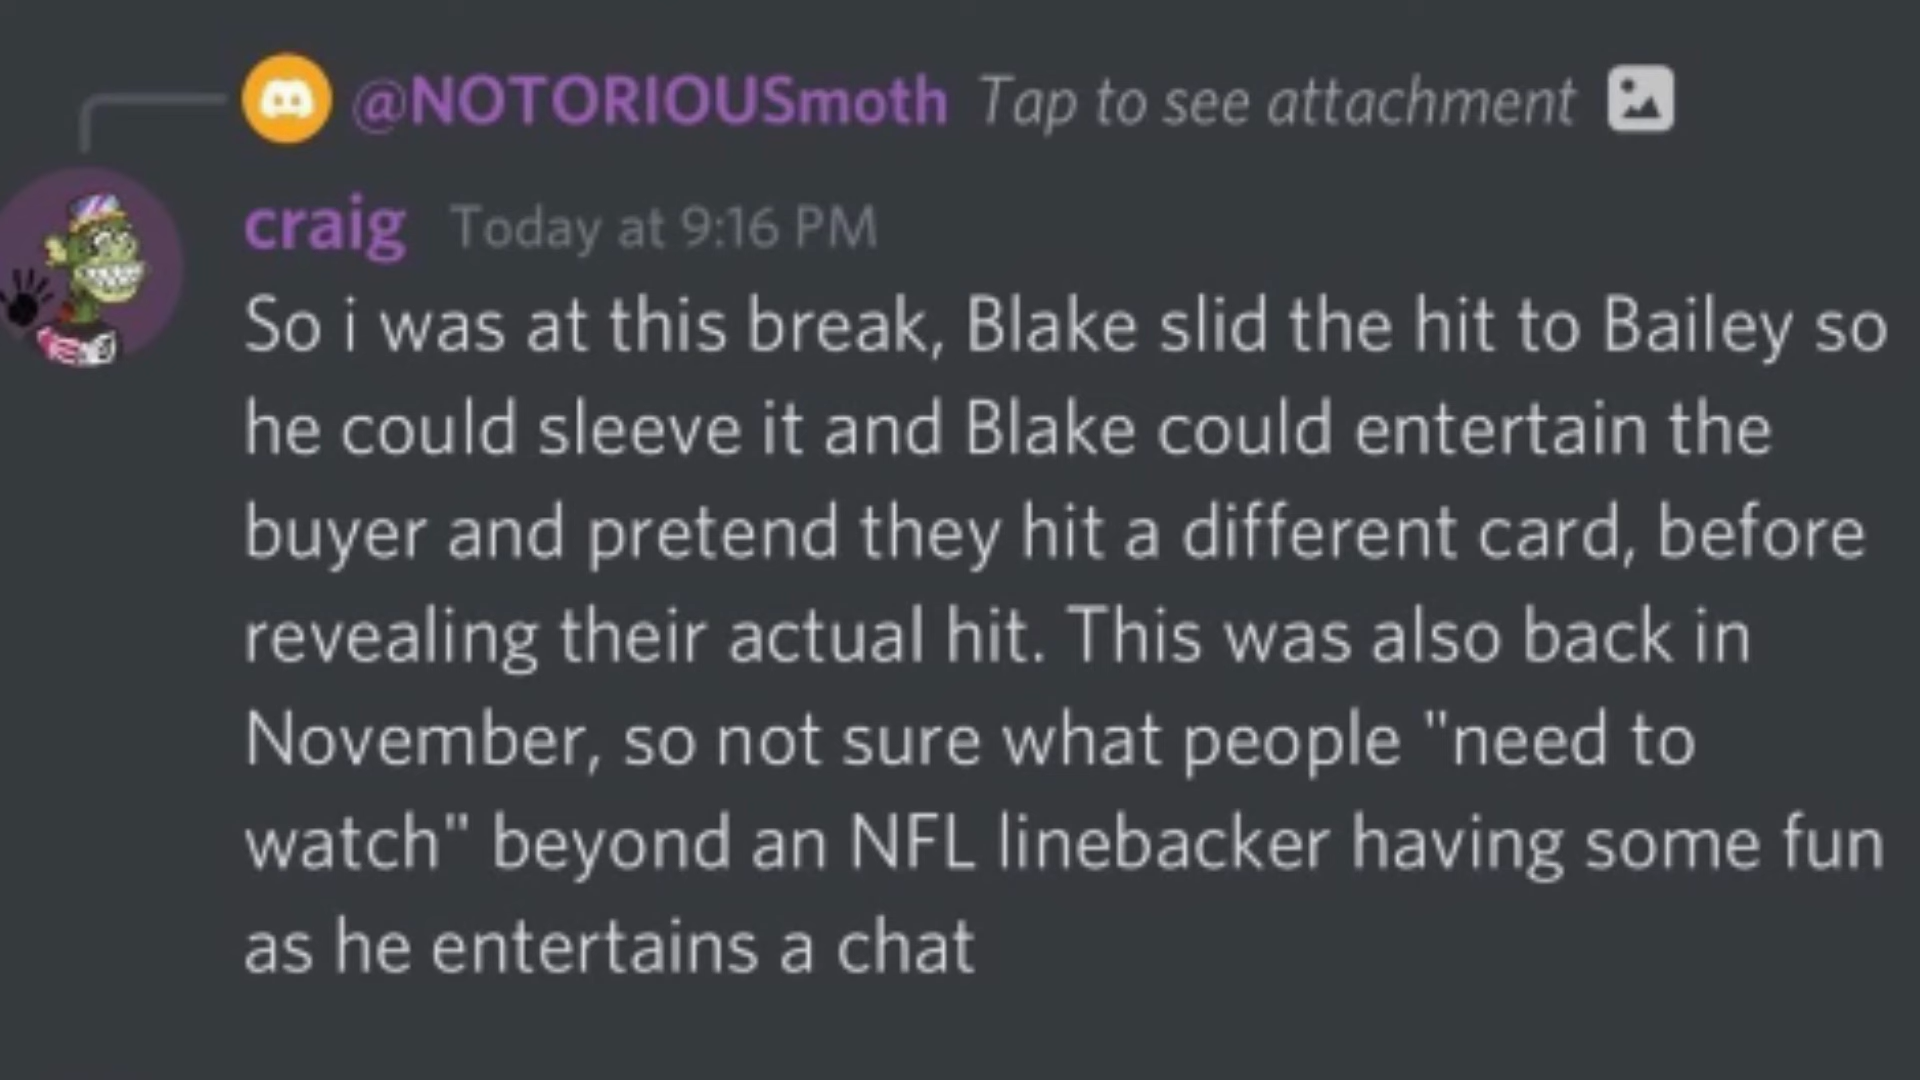 @NOTORIOUSmoth Tap to see attachment
craig Today at 9:16 PM
So i was at this break, Blake slid the hit to Bailey so
he could sleeve it and Blake could entertain the
buyer and pretend they hit a different card, before
revealing their actual hit. This was also back in
November, so not sure what people "need to
watch" beyond an NFL linebacker having some fun
as he entertains a chat